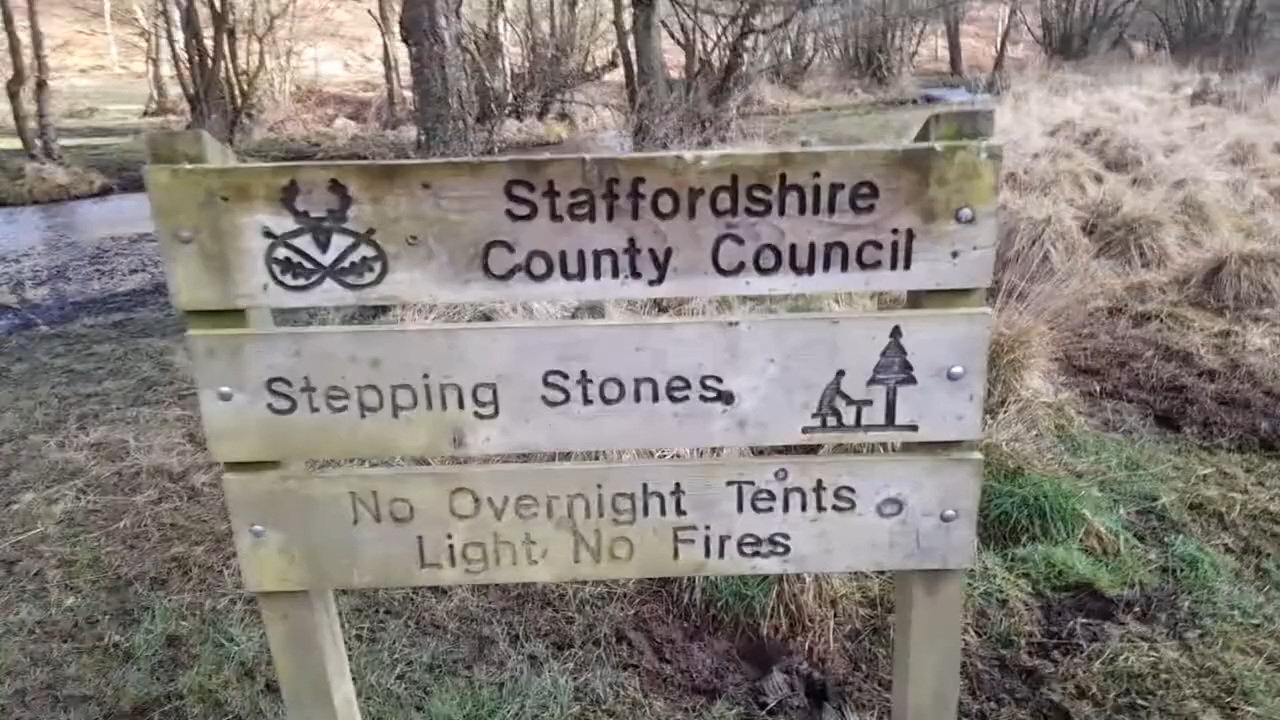 Staffordshire
County Council
Stepping Stones
No Overnight Tents
Light No Fires